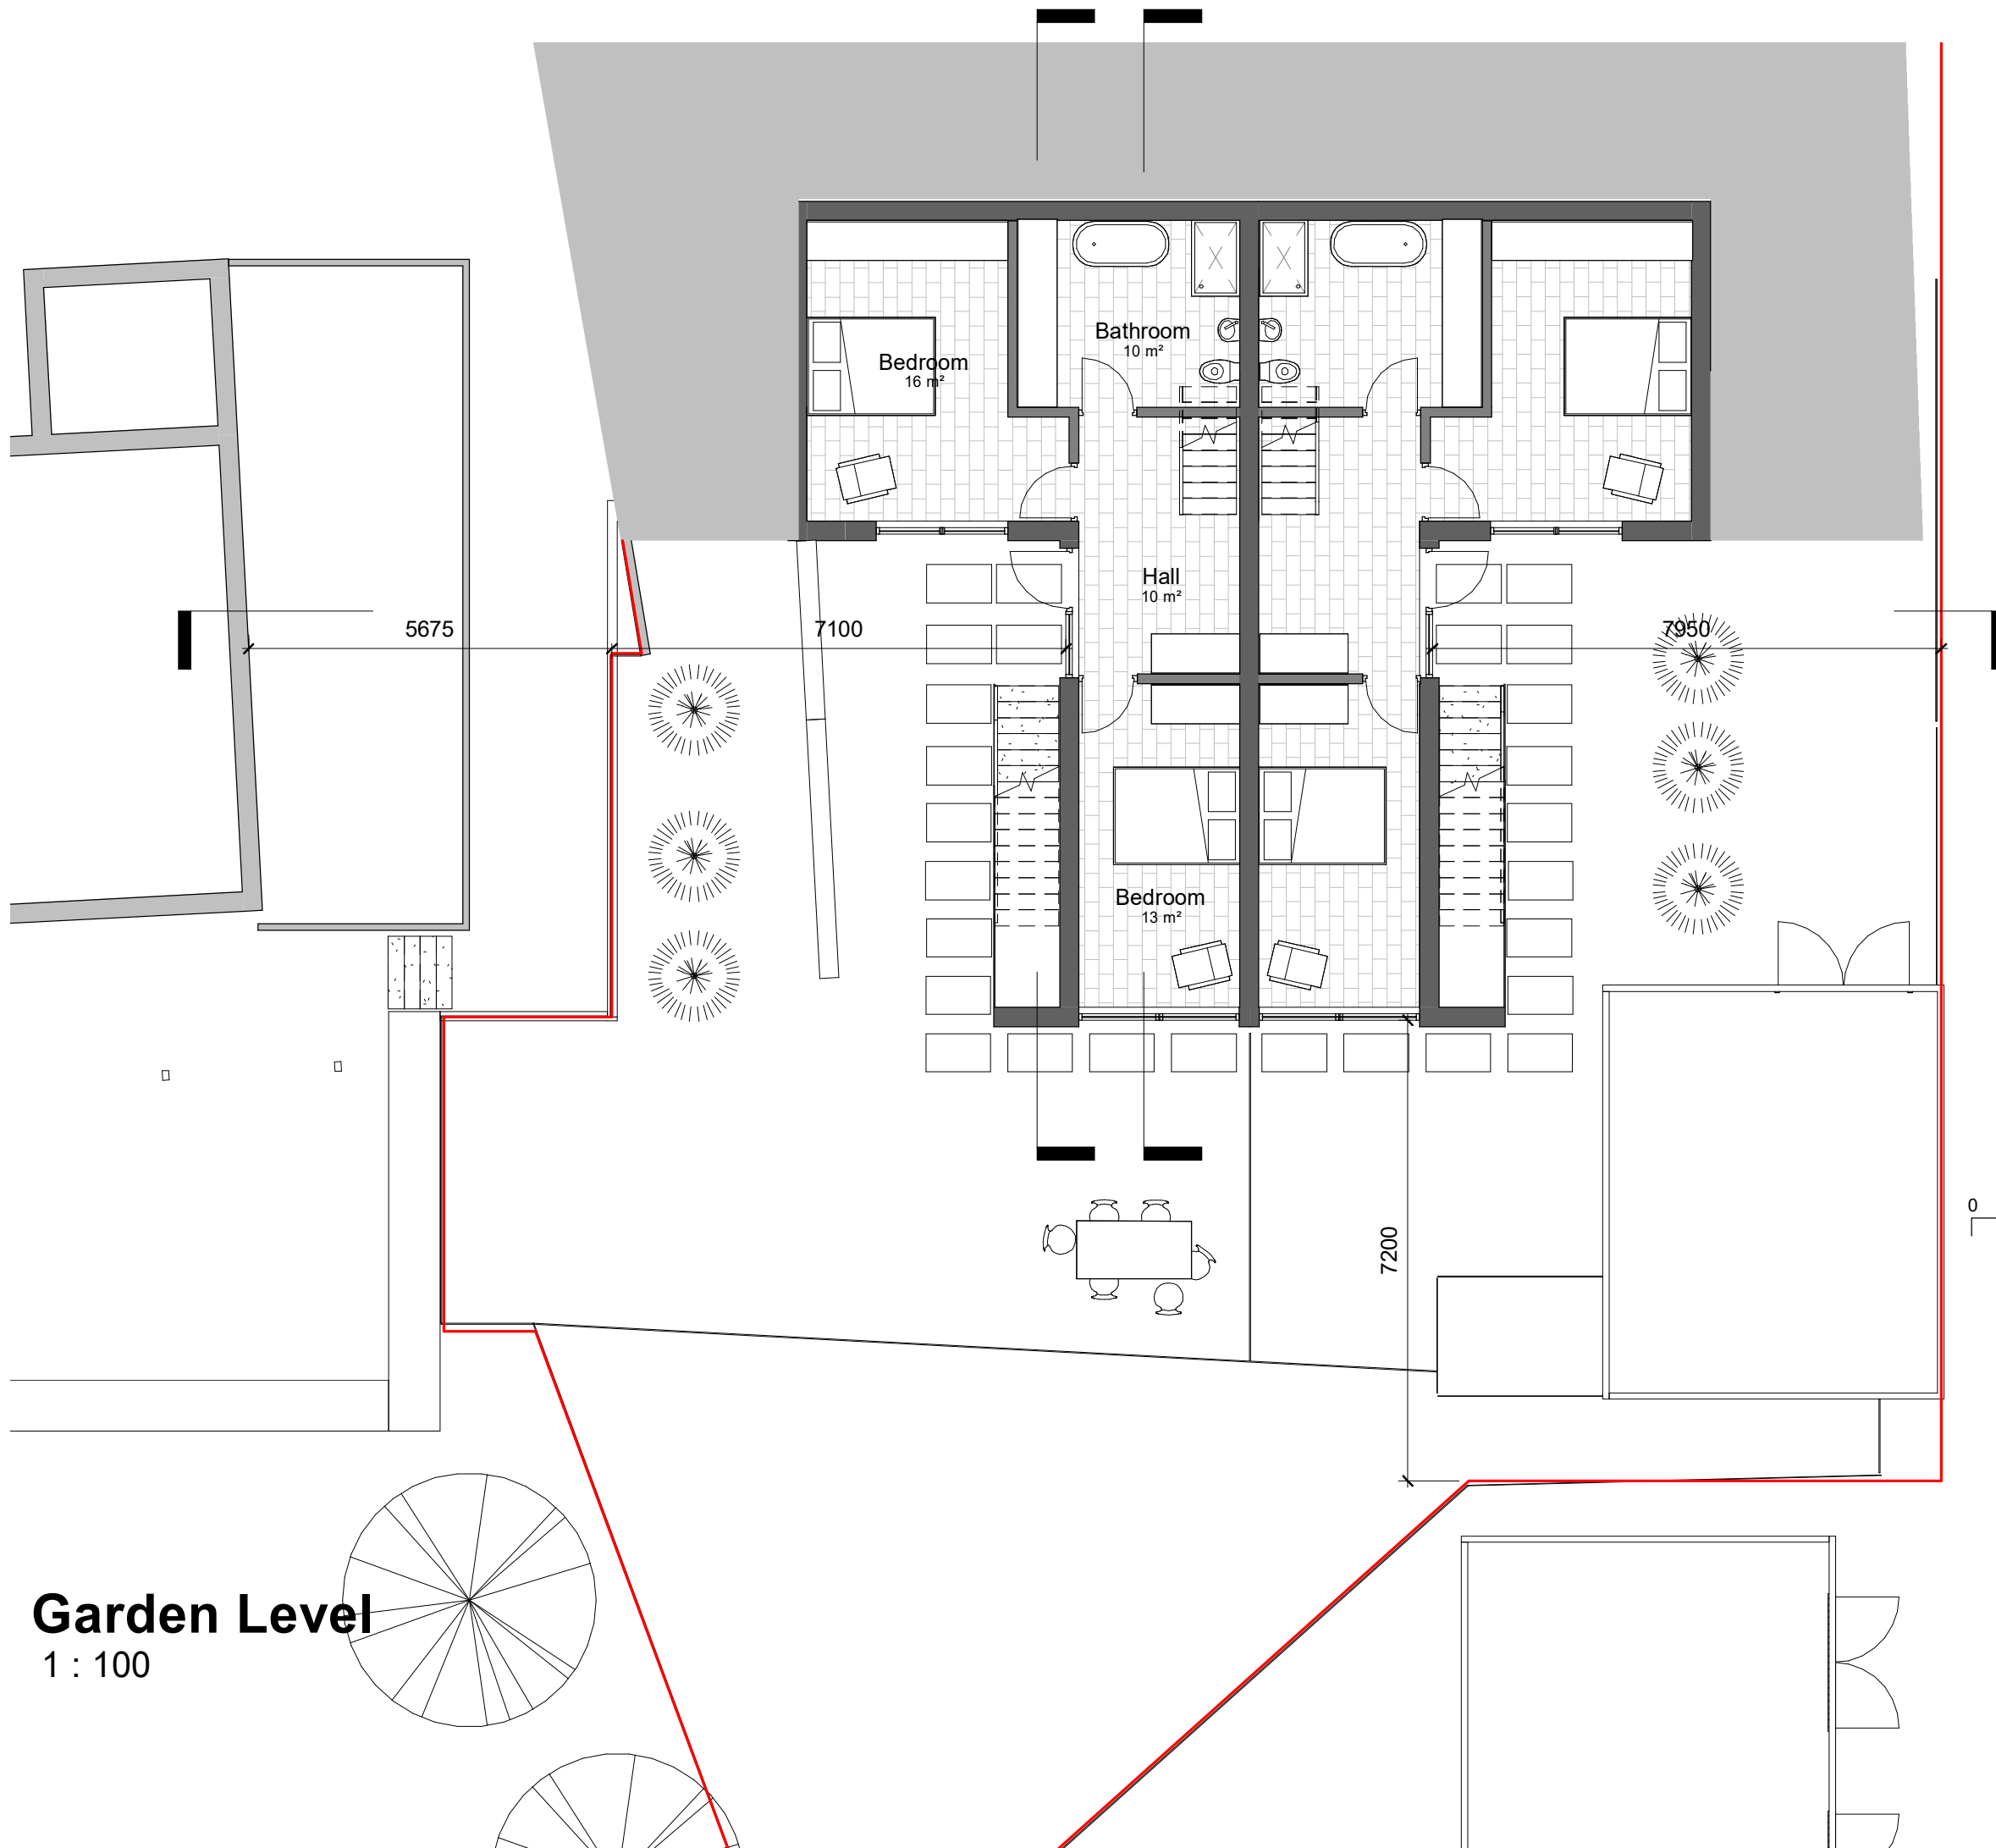 Bathroom
10 m²
Bedroom
16 m²
Hall
10 m²
5675
7100
7950
Bedroom
13 m²
0
7200
Garden Level
1 : 100